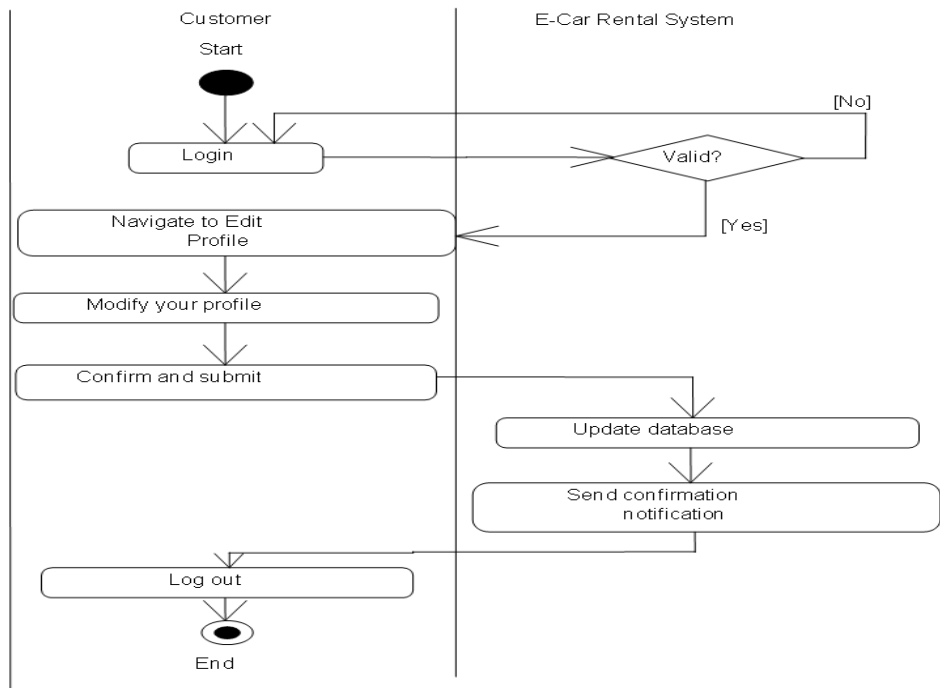 Customer
E-Car Rental System
Start
[No]
Login
Valid?
Navigate to Edit
Profile
[Yes]
Modify your profile
Confirm and submit
Update database
Send confirmation
notification
Log out
End